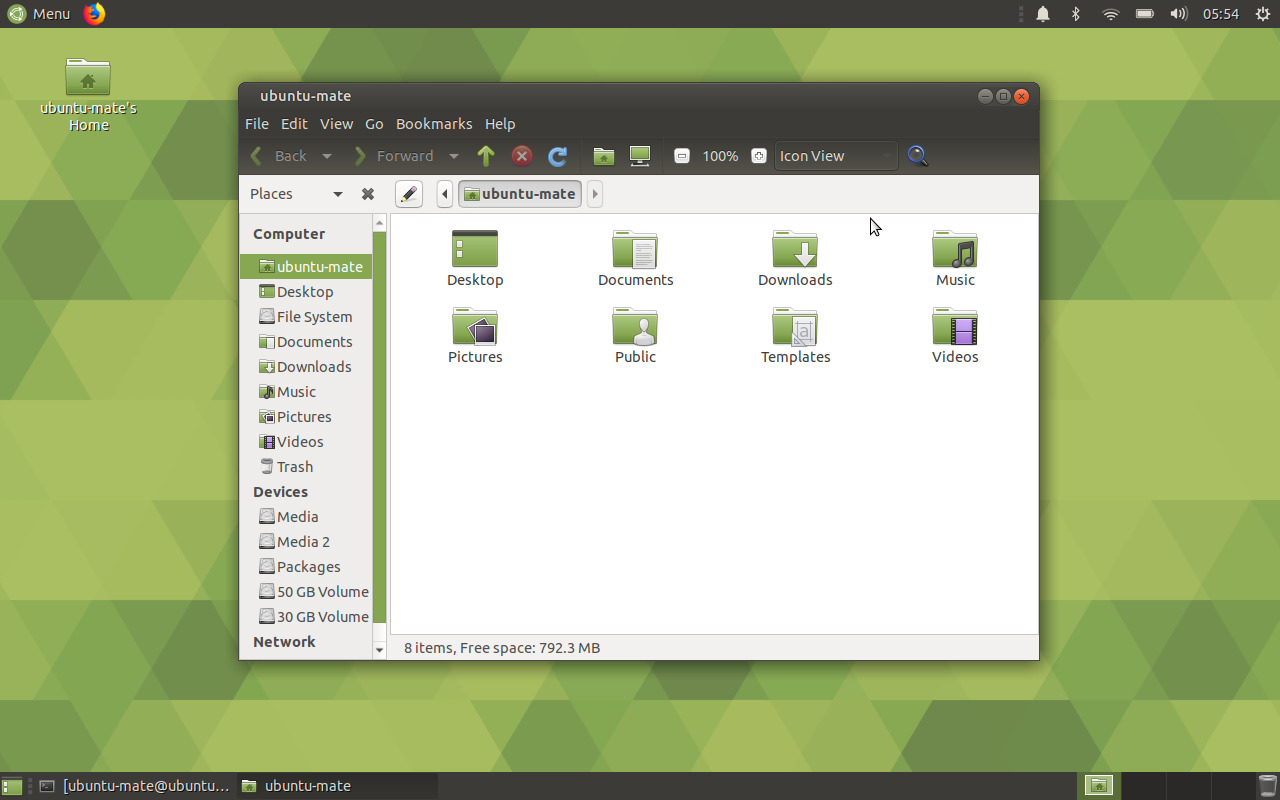 Menu
05:54
ubuntu-mate's
Home
ubuntu-mate
File Edit View Go Bookmarks Help
Back Forward 100% Icon View
Places ubuntu-mate
Computer
ubuntu-mate
Desktop
File System
Documents
Downloads
Music
Pictures
Videos
Trash
Devices
Media
Media 2
Packages
50 GB Volume
30 GB Volume
Network
Desktop Documents Downloads Music
Pictures Public Templates Videos
8 items, Free space: 792.3 MB
[ubuntu-mate@ubuntu... ubuntu-mate